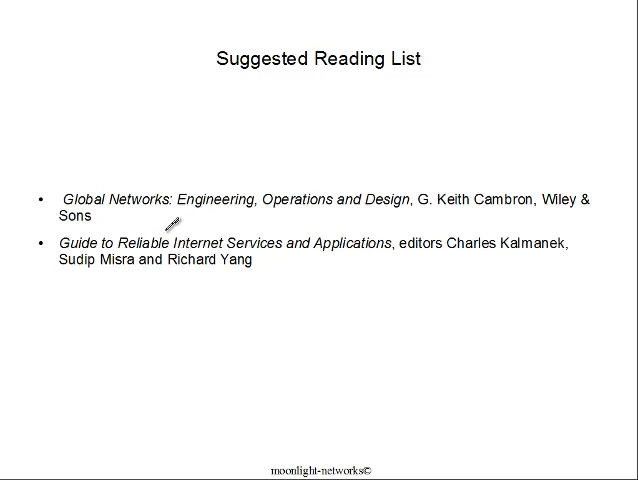 Suggested Reading List
• Global Networks: Engineering, Operations and Design, G. Keith Cambron, Wiley &
Sons
• Guide to Reliable Internet Services and Applications, editors Charles Kalmanek,
Sudip Misra and Richard Yang
moonlight-networks©